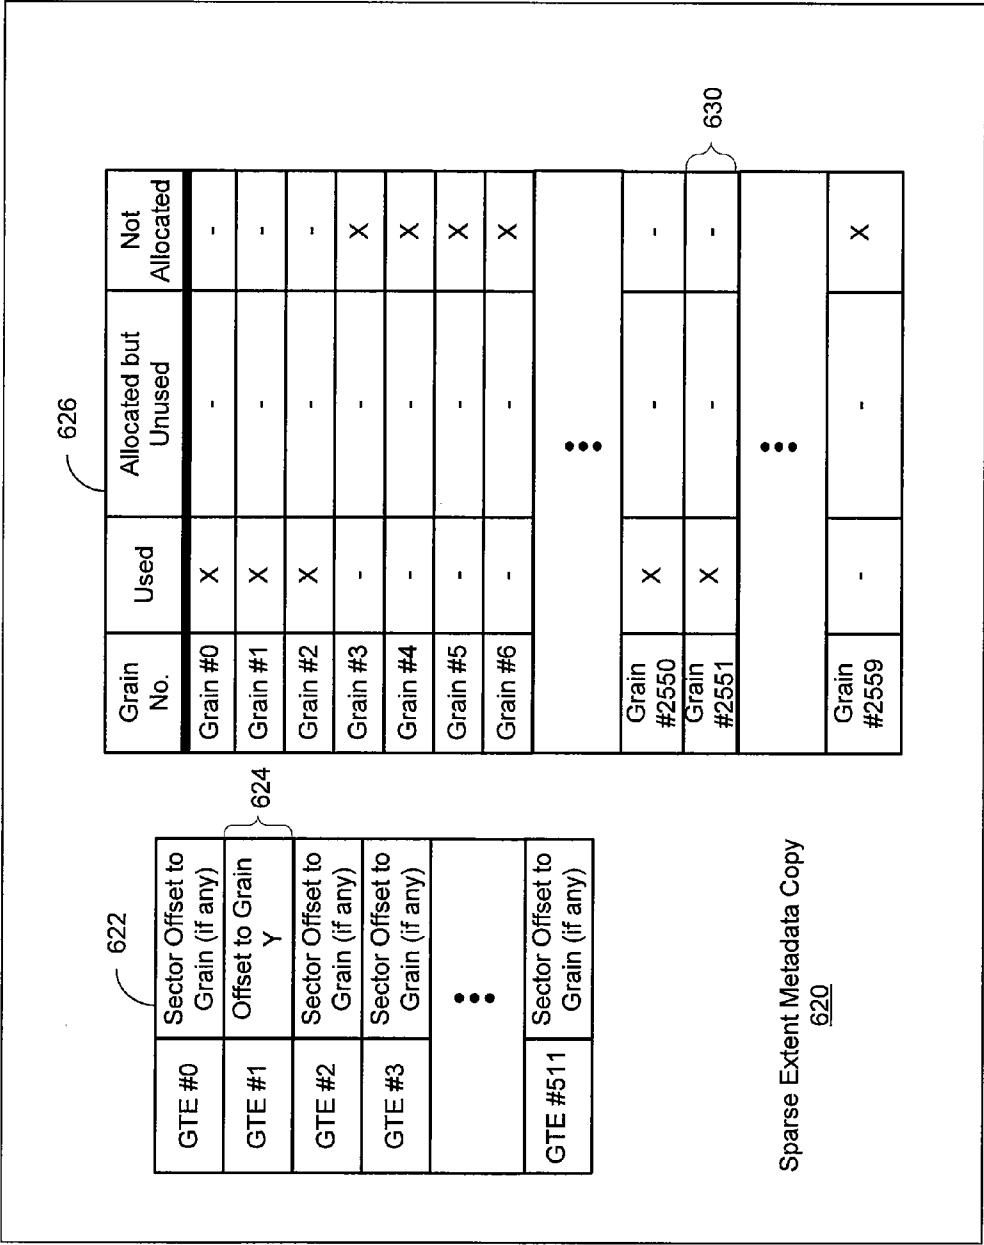 622
GTE #0
Sector Offset to
Grain (if any)
GTE #1
Offset to Grain
Y
624
GTE #2
Sector Offset to
Grain (if any)
GTE #3
Sector Offset to
Grain (if any)
•••
GTE #511
Sector Offset to
Grain (if any)
626
Grain
No.
Used
Allocated but
Unused
Not
Allocated
Grain #0 X - -
Grain #1 X - -
Grain #2 X - -
Grain #3 - - X
Grain #4 - - X
Grain #5 - - X
Grain #6 - - X
•••
Grain
#2550 X - -
Grain
#2551 X - -
630
•••
Grain
#2559 - - X
Sparse Extent Metadata Copy
620